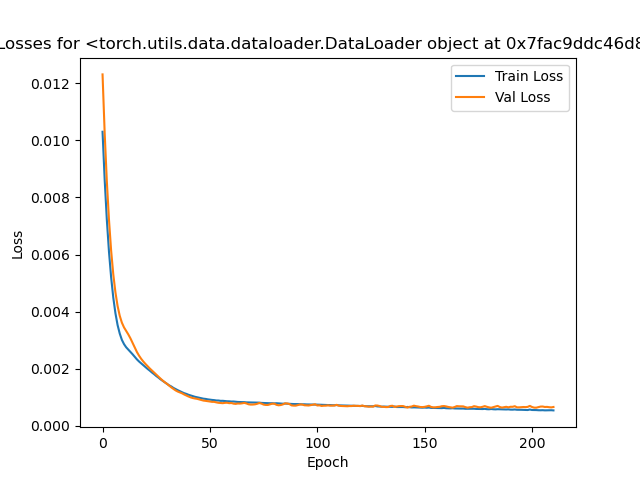 Losses for <torch.utils.data.dataloader.DataLoader object at 0x7fac9ddc46d8
Train Loss
Val Loss
0.012
0.010
0.008
0.006
0.004
0.002
0.000
Loss
0
50
100
150
200
Epoch